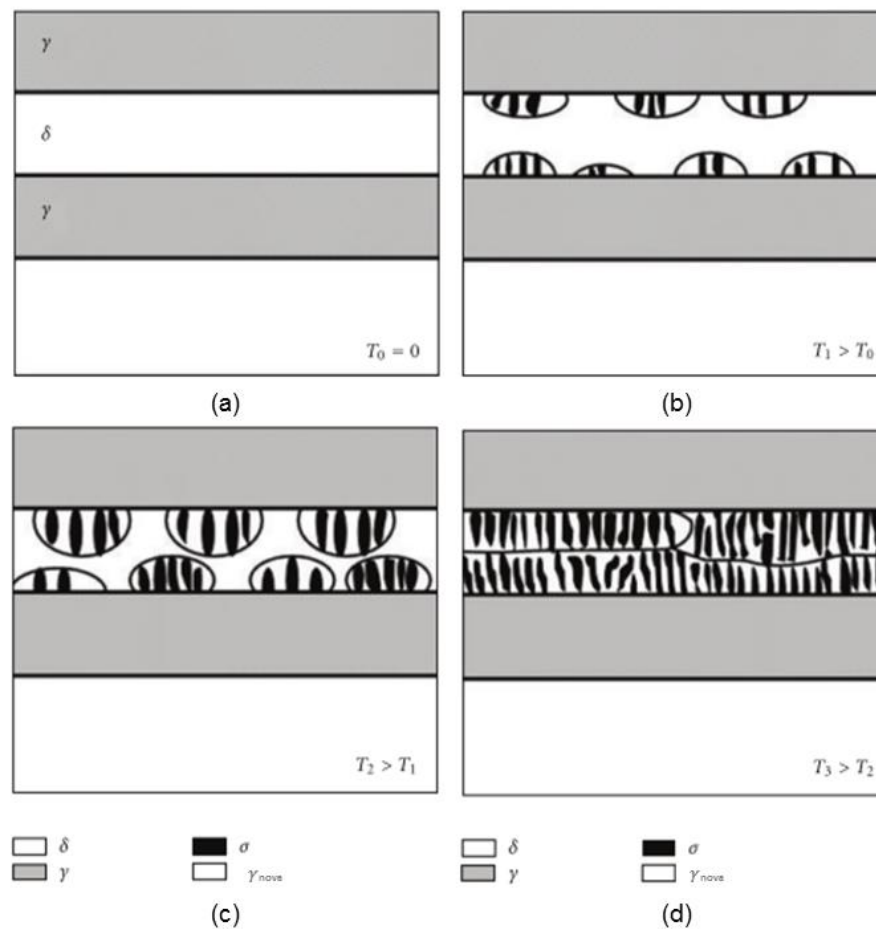 γ
δ
γ
T₀ = 0
(a)
T₁ > T₀
(b)
T₂ > T₁
T₃ > T₂
δ σ
γ γnova
δ σ
γ γnova
(c)
(d)